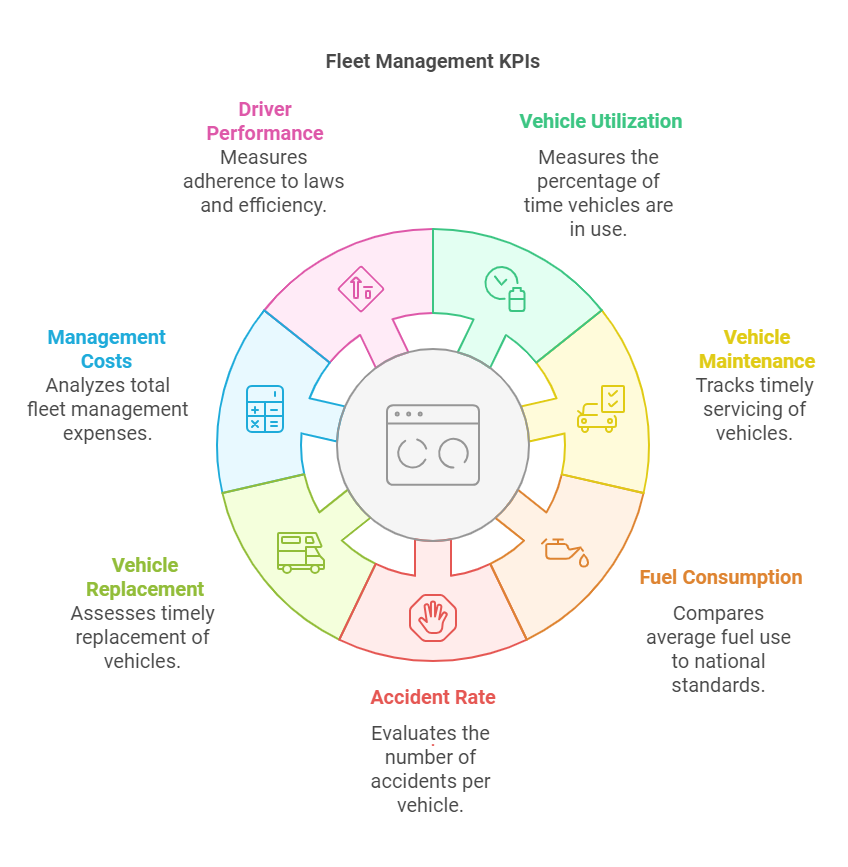 Fleet Management KPIs
Driver
Performance
Measures
adherence to laws
and efficiency.
Vehicle Utilization
Measures the
percentage of
time vehicles are
in use.
Management
Costs
Analyzes total
fleet management
expenses.
Vehicle
Maintenance
Tracks timely
servicing of
vehicles.
Vehicle
Replacement
Assesses timely
replacement of
vehicles.
Fuel Consumption
Compares
average fuel use
to national
standards.
Accident Rate
Evaluates the
number of
accidents per
vehicle.